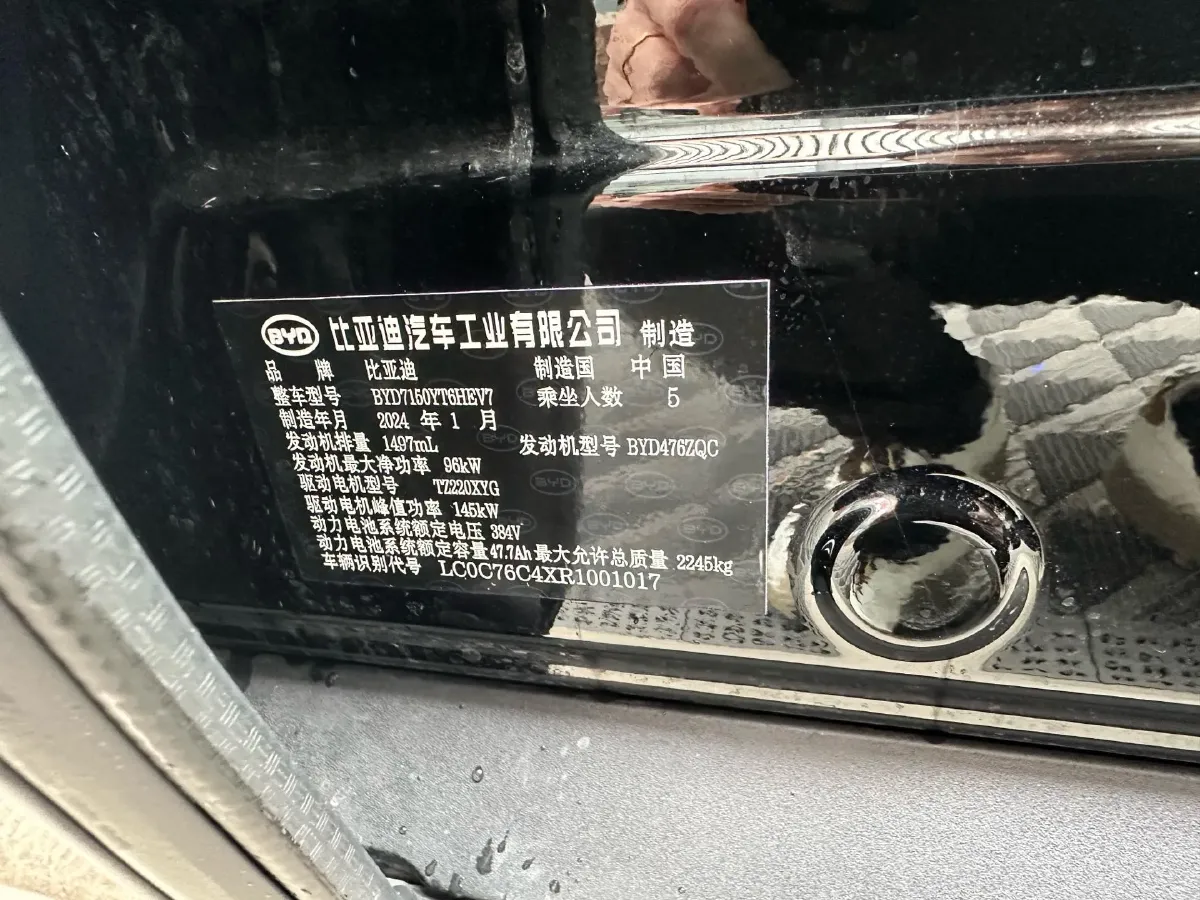 BYD 比亚迪汽车工业有限公司 制造
品 牌 比亚迪 制造国 中 国
整车型号 BYD7150YT6HEV7 乘坐人数 5
制造年月 2024 年 1 月
发动机排量 1497mL 发动机型号 BYD476ZQC
发动机最大净功率 96kW
驱动电机型号 TZ220XYG
驱动电机峰值功率 145kW
动力电池系统额定电压 384V
动力电池系统额定容量 47.7Ah 最大允许总质量 2245kg
车辆识别代号 LC0C76C4XR1001017